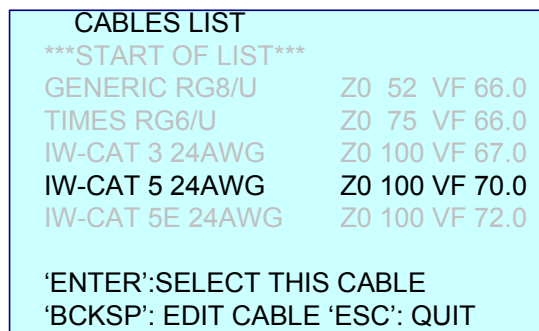 CABLES LIST
***START OF LIST***
GENERIC RG8/U Z0 52 VF 66.0
TIMES RG6/U Z0 75 VF 66.0
IW-CAT 3 24AWG Z0 100 VF 67.0
IW-CAT 5 24AWG Z0 100 VF 70.0
IW-CAT 5E 24AWG Z0 100 VF 72.0
‘ENTER’:SELECT THIS CABLE
‘BCKSP’: EDIT CABLE ‘ESC’: QUIT